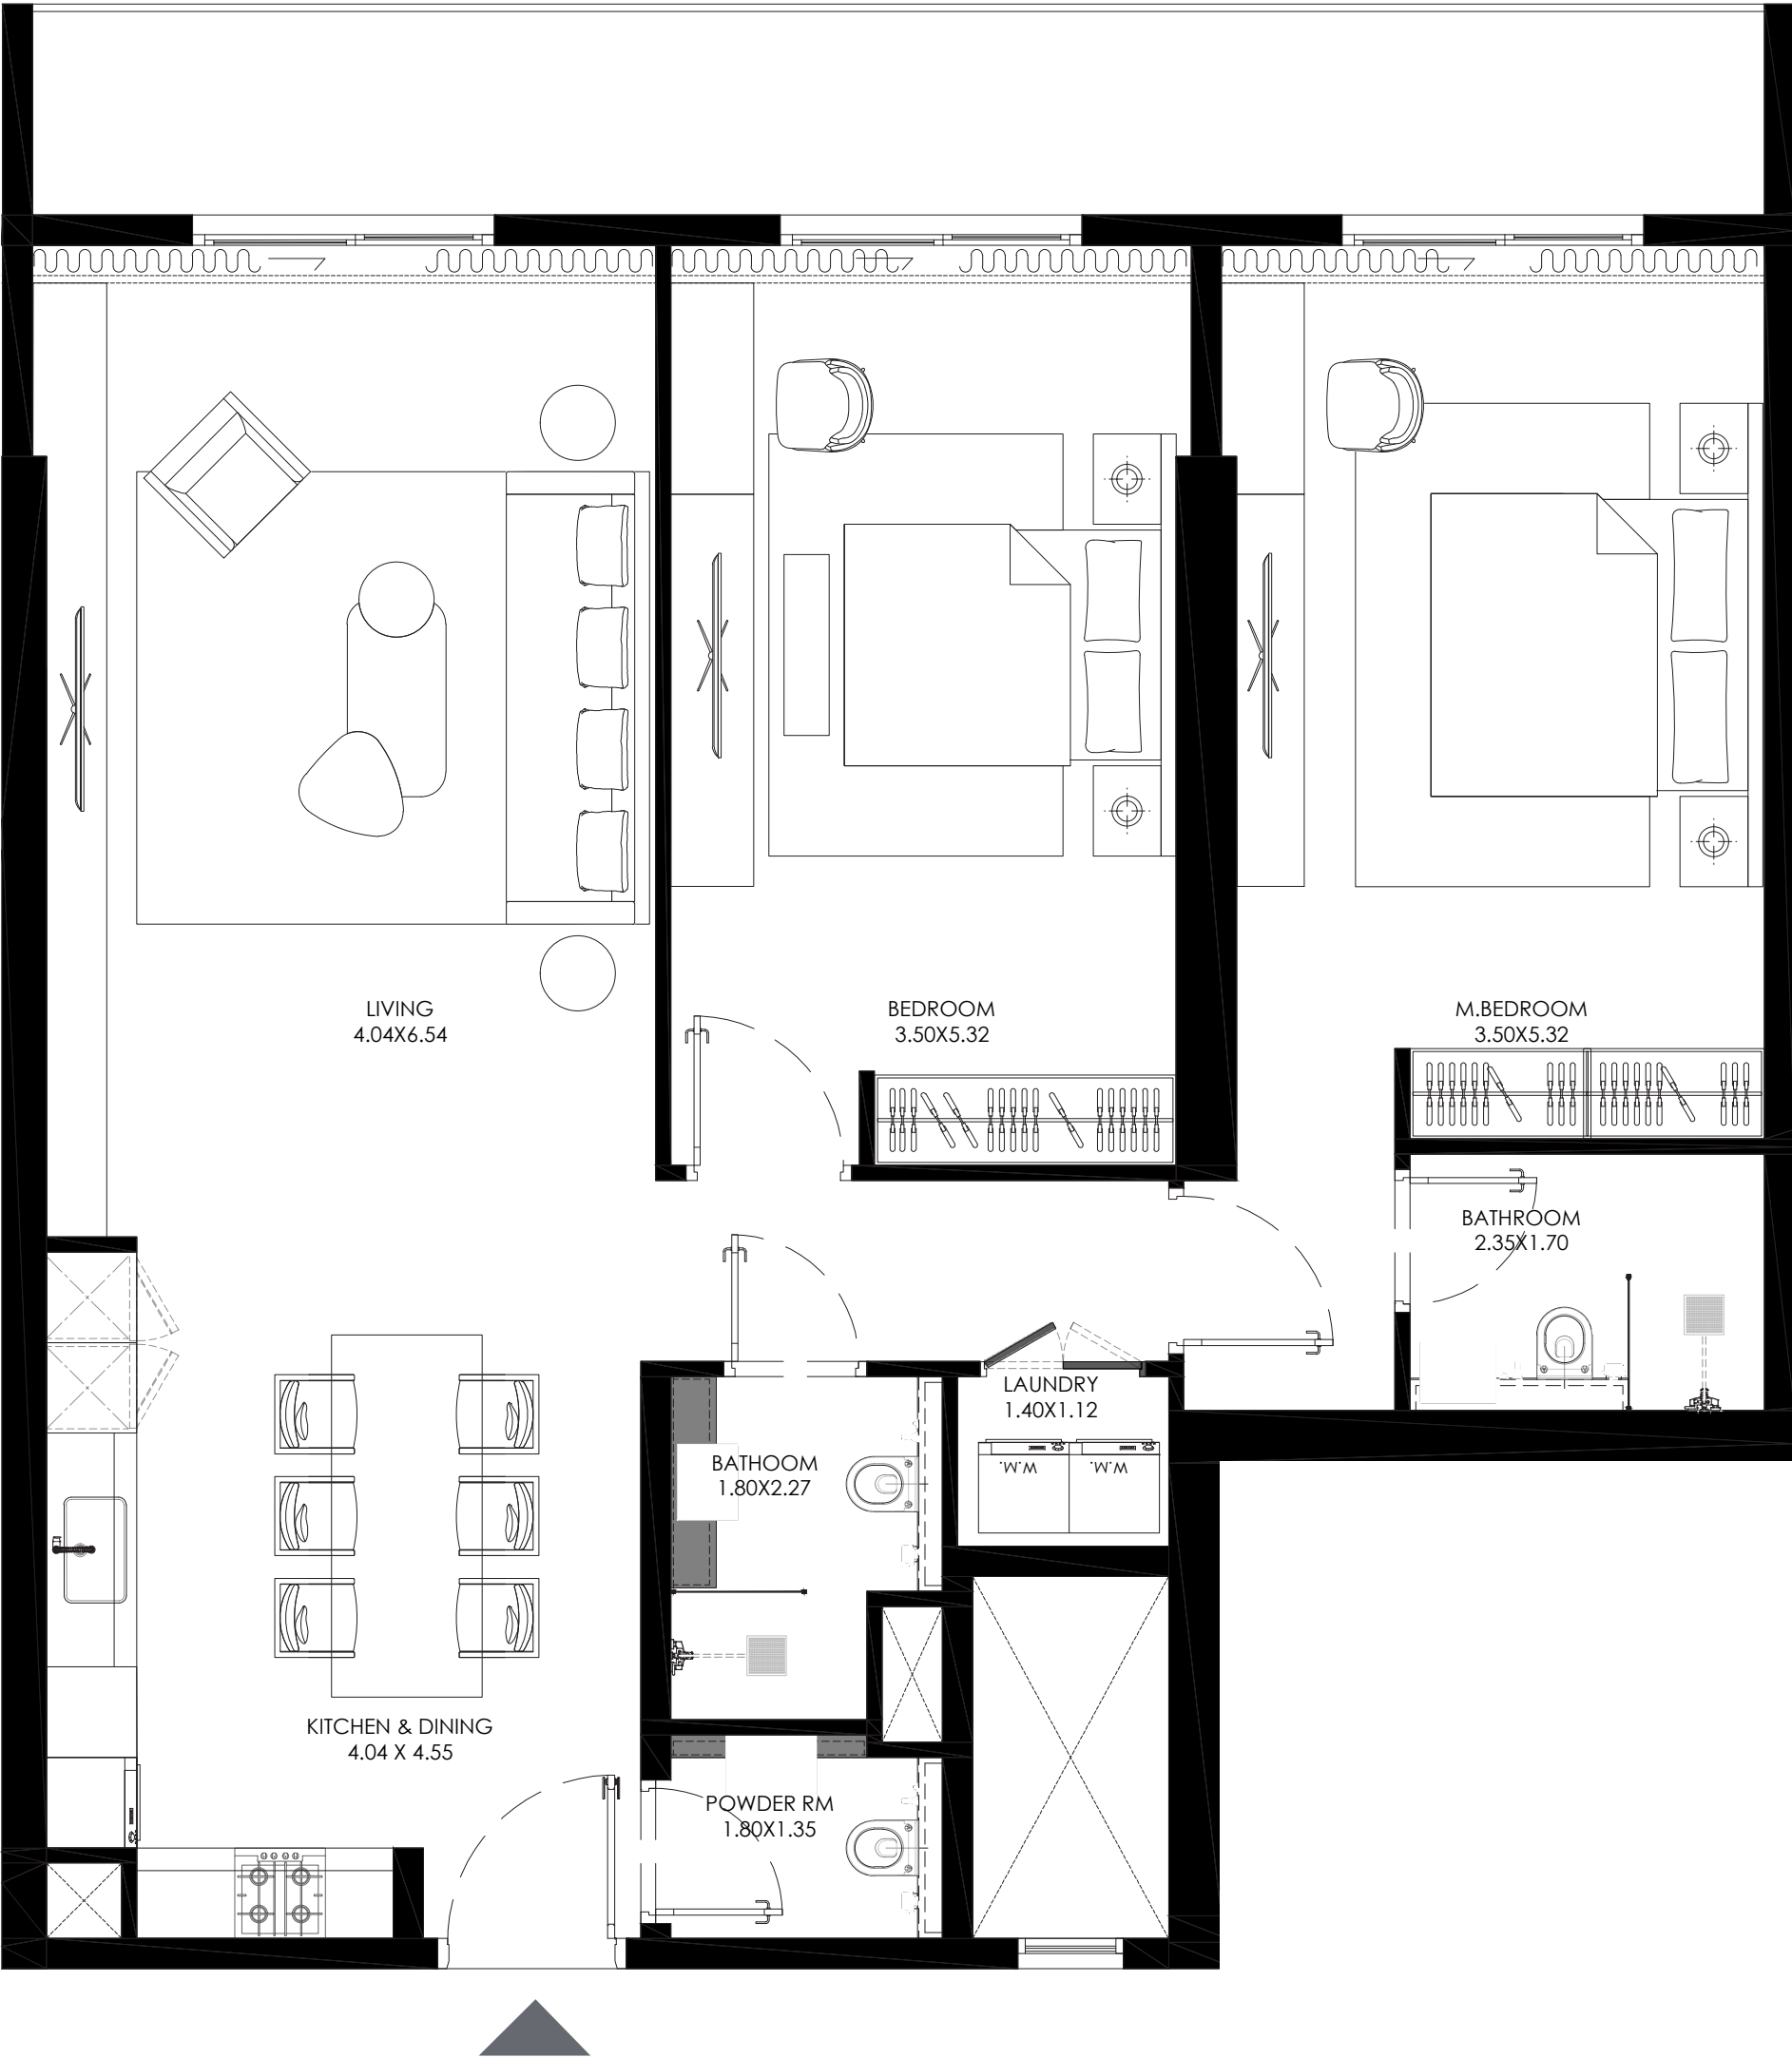 LIVING
4.04X6.54
BEDROOM
3.50X5.32
M.BEDROOM
3.50X5.32
BATHROOM
2.35X1.70
LAUNDRY
1.40X1.12
W.M.
W.M.
BATHOOM
1.80X2.27
KITCHEN & DINING
4.04 X 4.55
POWDER RM
1.80X1.35